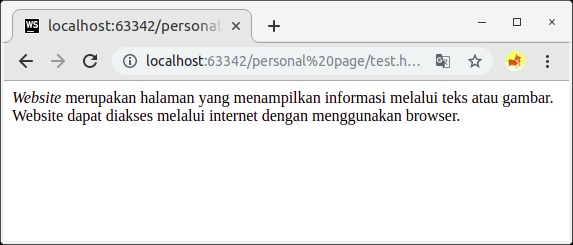 WS localhost:63342/personal
localhost:63342/personal%20page/test.h...
Website merupakan halaman yang menampilkan informasi melalui teks atau gambar.
Website dapat diakses melalui internet dengan menggunakan browser.